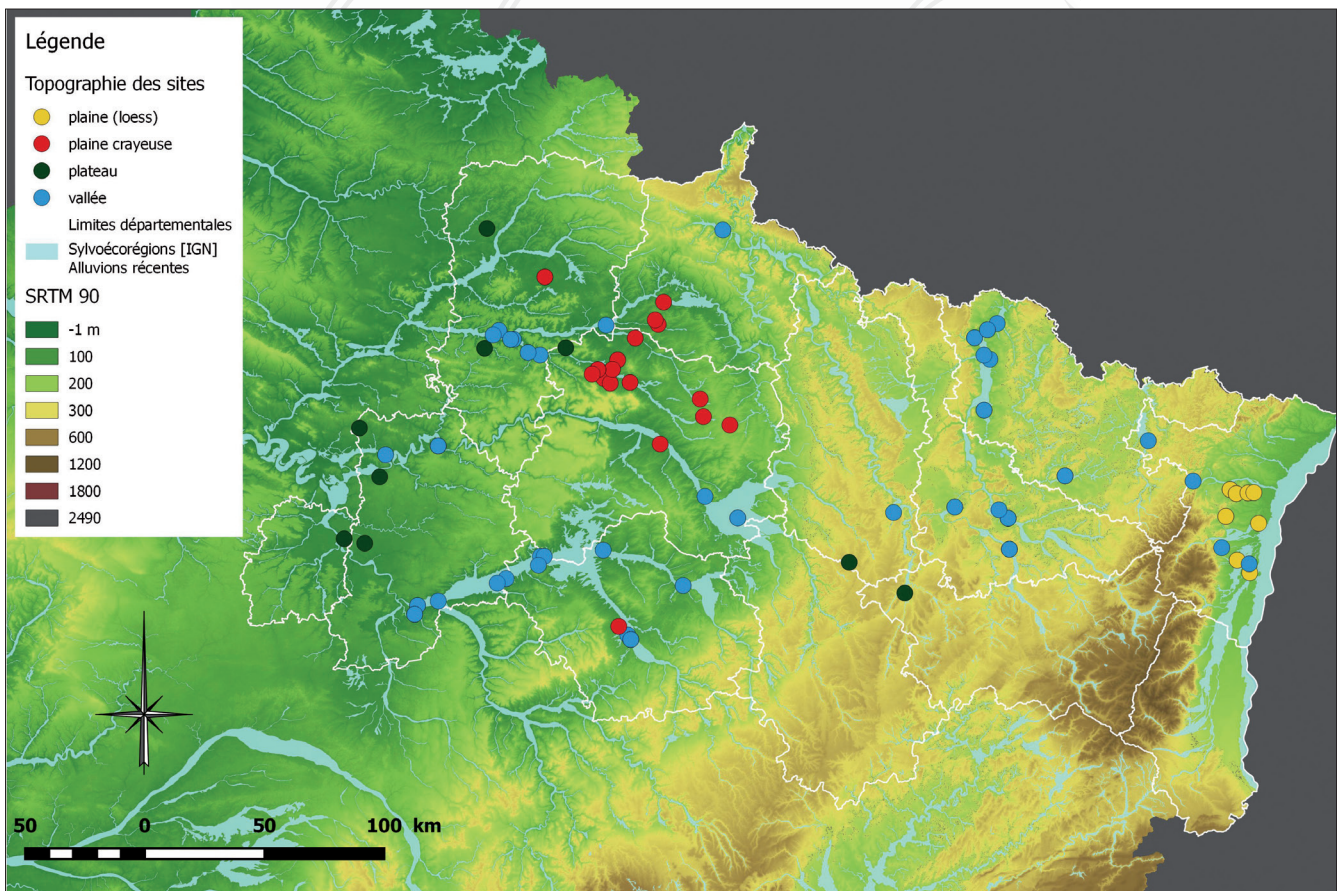 Légende
Topographie des sites
plaine (loess)
plaine crayeuse
plateau
vallée
Limites départementales
Sylvoécorégions [IGN]
Alluvions récentes
SRTM 90
-1 m
100
200
300
600
1200
1800
2490
50 0 50 100 km